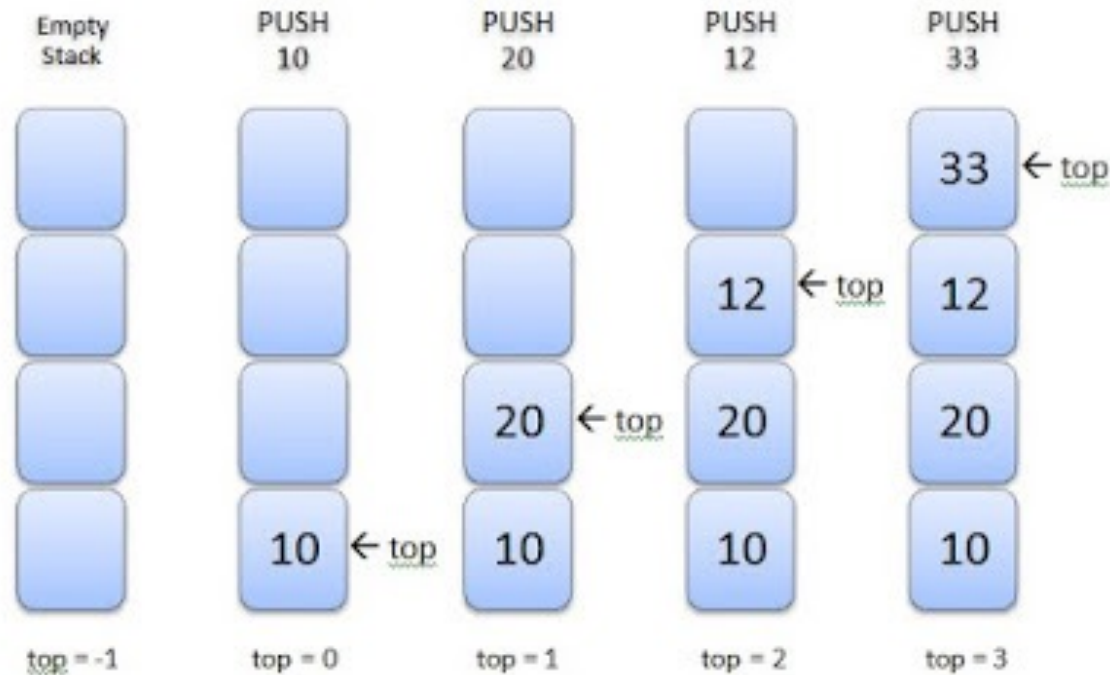 Empty
Stack
PUSH
10
PUSH
20
PUSH
12
PUSH
33
33 ← top
12 ← top
12
20 ← top
20
20
10 ← top
10
10
10
top = -1
top = 0
top = 1
top = 2
top = 3